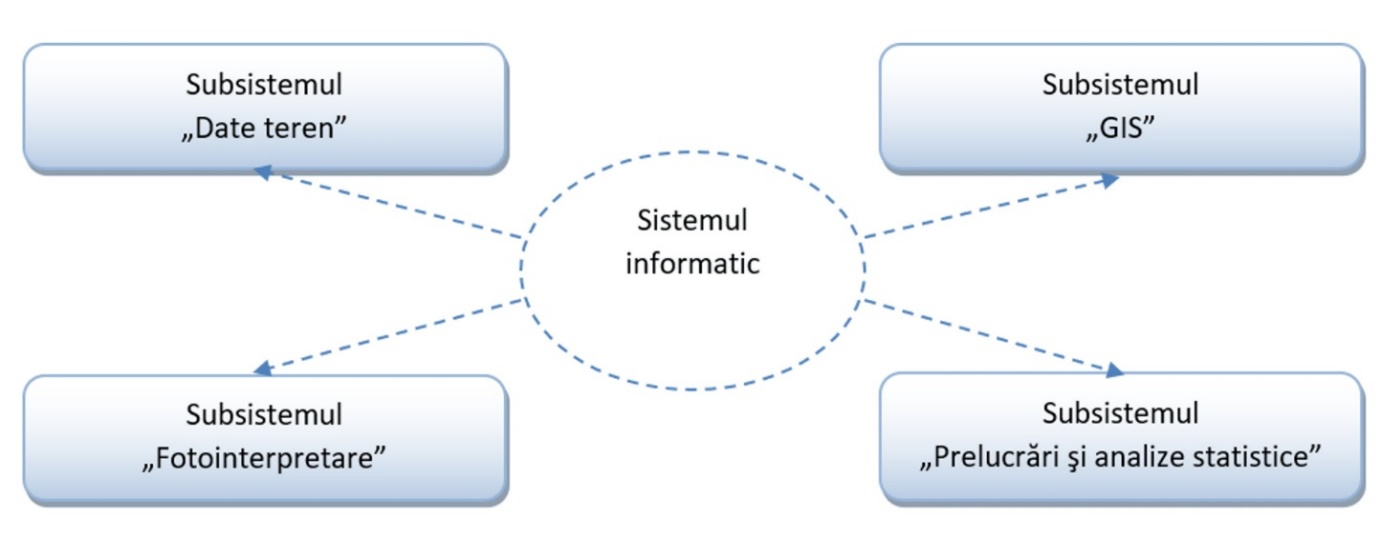 Subsistemul
„Date teren”
Subsistemul
„GIS”
Sistemul
informatic
Subsistemul
„Fotointerpretare”
Subsistemul
„Prelucrări şi analize statistice”